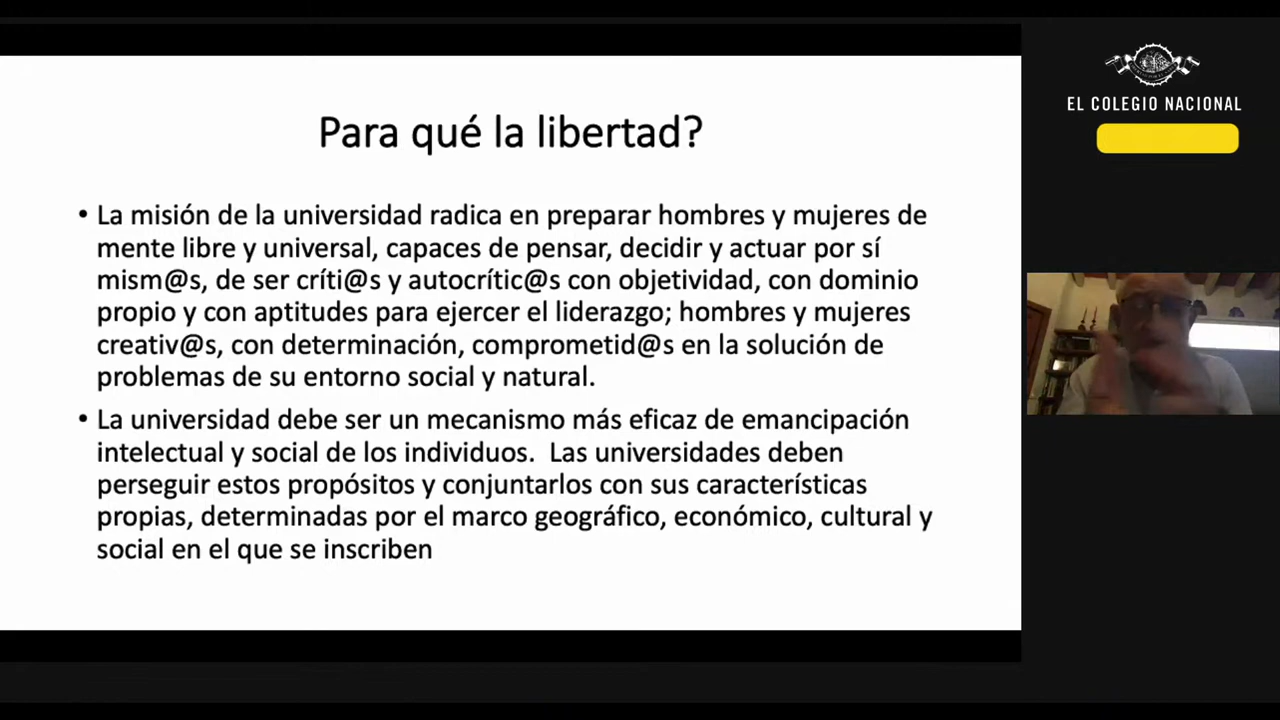 Para qué la libertad?
• La misión de la universidad radica en preparar hombres y mujeres de
mente libre y universal, capaces de pensar, decidir y actuar por sí
mism@s, de ser críti@s y autocrític@s con objetividad, con dominio
propio y con aptitudes para ejercer el liderazgo; hombres y mujeres
creativ@s, con determinación, comprometid@s en la solución de
problemas de su entorno social y natural.
• La universidad debe ser un mecanismo más eficaz de emancipación
intelectual y social de los individuos.  Las universidades deben
perseguir estos propósitos y conjuntarlos con sus características
propias, determinadas por el marco geográfico, económico, cultural y
social en el que se inscriben
EL COLEGIO NACIONAL